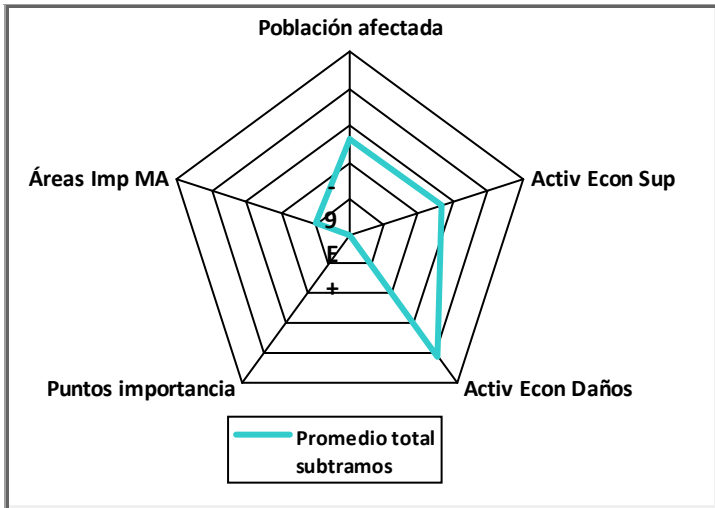 Población afectada
Áreas Imp MA
Activ Econ Sup
-
9
E
+
Puntos importancia
Activ Econ Daños
Promedio total
subtramos